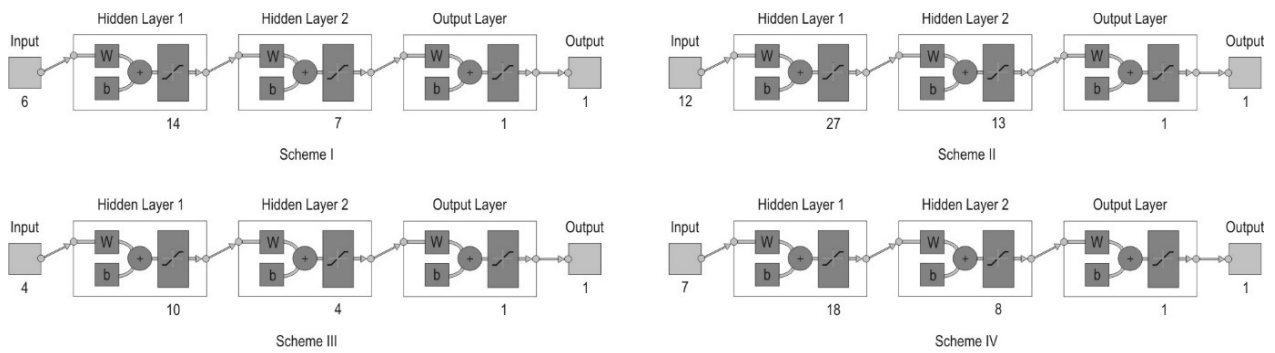 Hidden Layer 1 Hidden Layer 2 Output Layer
Input Output
W W W
b b b
+ + +
6 14 7 1 1
Scheme I
Hidden Layer 1 Hidden Layer 2 Output Layer
Input Output
W W W
b b b
+ + +
12 27 13 1 1
Scheme II
Hidden Layer 1 Hidden Layer 2 Output Layer
Input Output
W W W
b b b
+ + +
4 10 4 1 1
Scheme III
Hidden Layer 1 Hidden Layer 2 Output Layer
Input Output
W W W
b b b
+ + +
7 18 8 1 1
Scheme IV